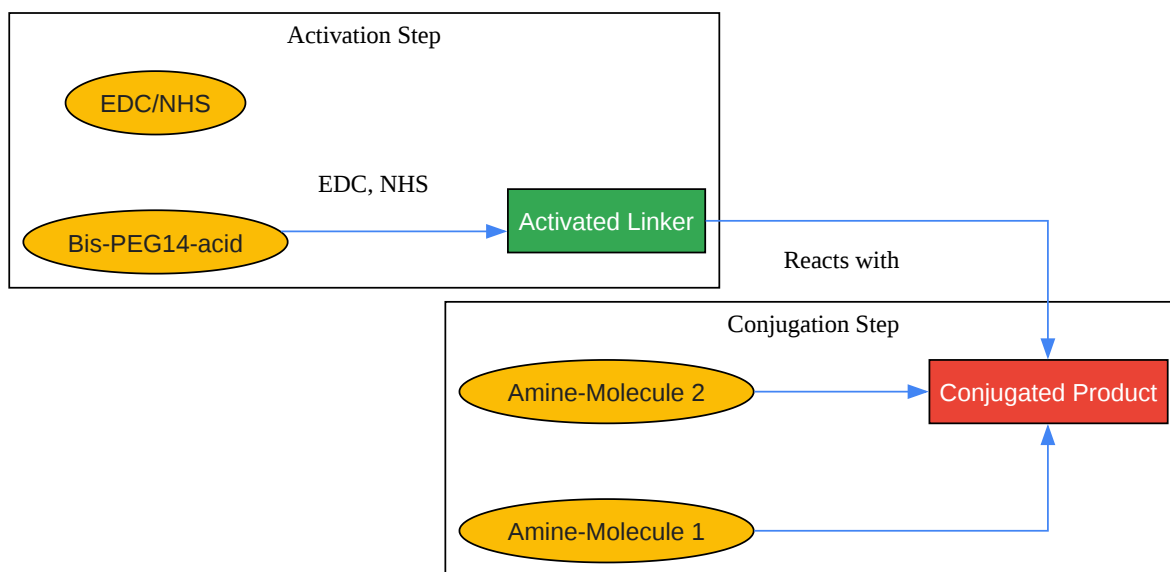 Activation Step
EDC/NHS
EDC, NHS
Bis-PEG14-acid
Activated Linker
Reacts with
Conjugation Step
Amine-Molecule 2
Conjugated Product
Amine-Molecule 1